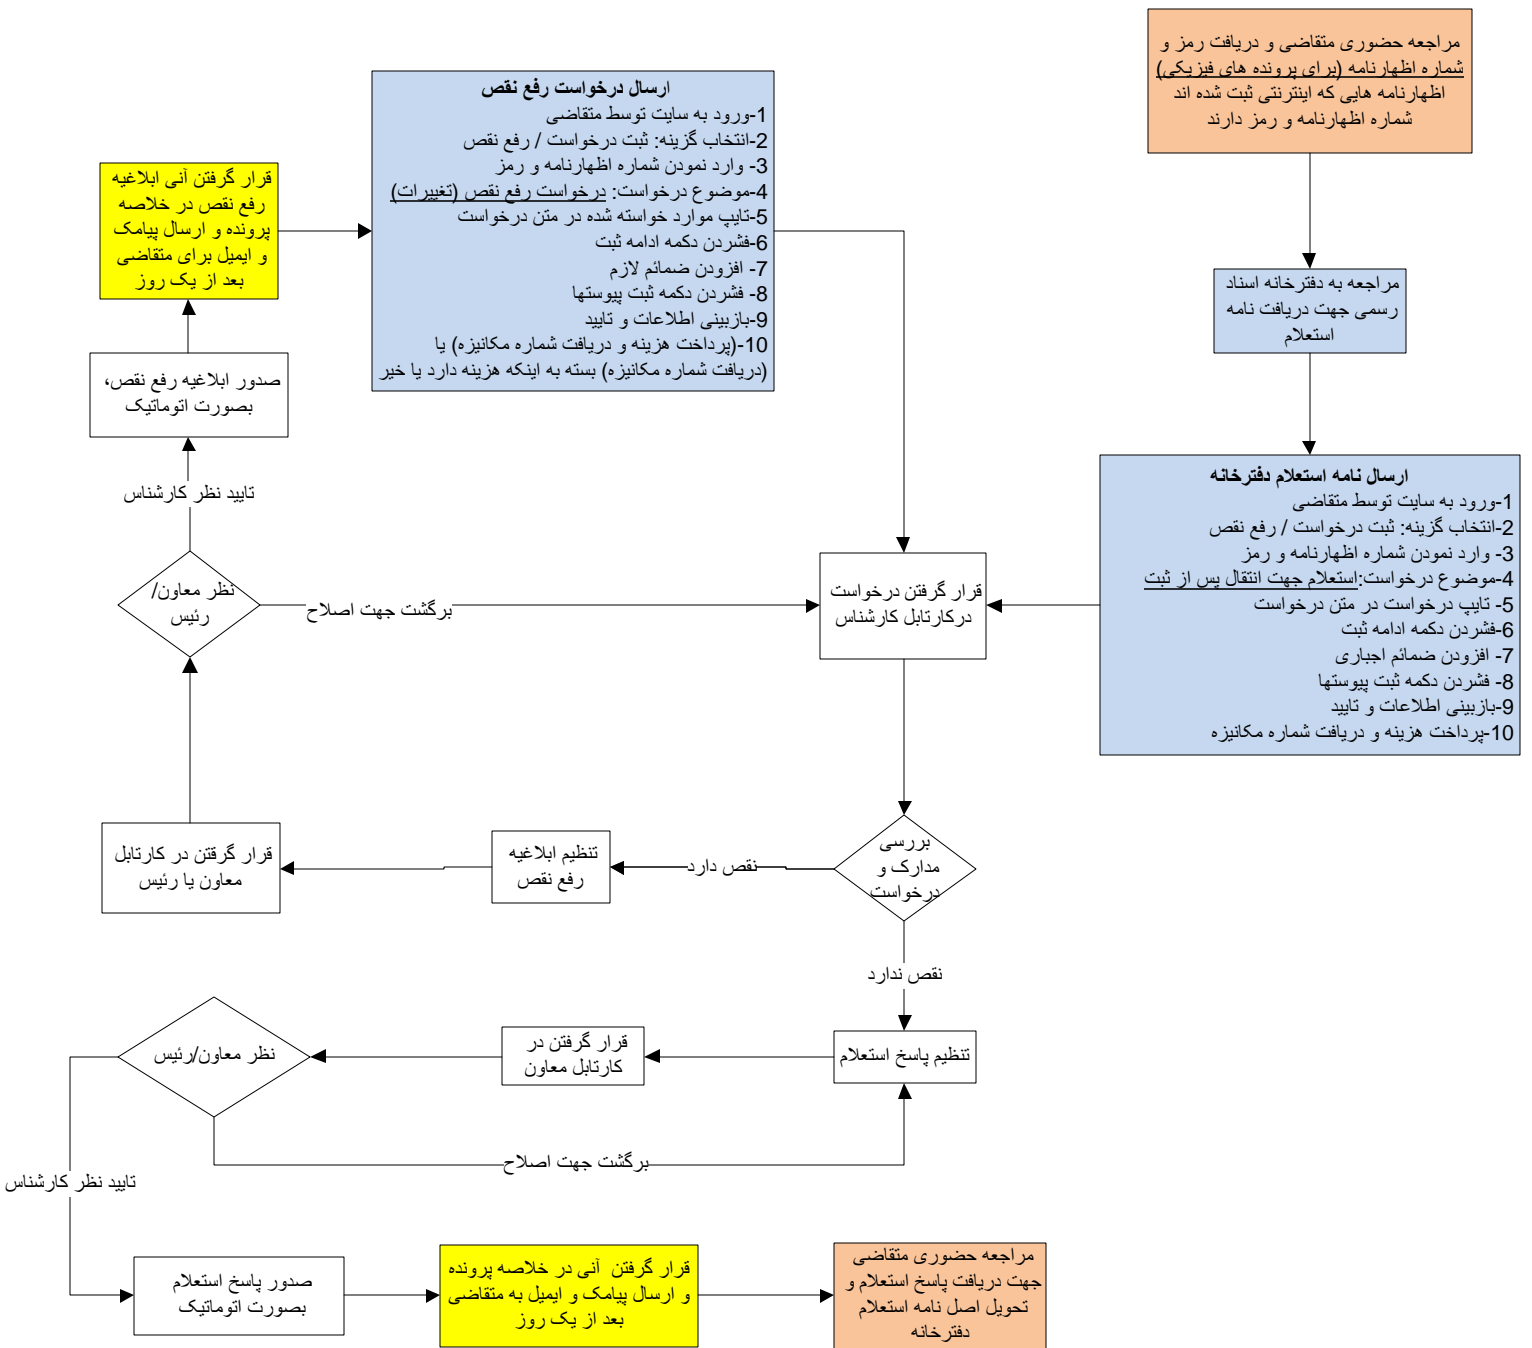 مراجعه حضوری متقاضی و دریافت رمز و
شماره اظهارنامه (برای پرونده های فیزیکی)
اظهارنامه هایی که اینترنتی ثبت شده اند
شماره اظهارنامه و رمز دارند
مراجعه به دفترخانه اسناد
رسمی جهت دریافت نامه
استعلام
ارسال نامه استعلام دفترخانه
1-ورود به سایت توسط متقاضی
2-انتخاب گزینه: ثبت درخواست / رفع نقص
3- وارد نمودن شماره اظهارنامه و رمز
4-موضوع درخواست:استعلام جهت انتقال پس از ثبت
5- تایپ درخواست در متن درخواست
6-فشردن دکمه ادامه ثبت
7- افزودن ضمائم اجباری
8- فشردن دکمه ثبت پیوستها
9-بازبینی اطلاعات و تایید
10-پرداخت هزینه و دریافت شماره مکانیزه
ارسال درخواست رفع نقص
1-ورود به سایت توسط متقاضی
2-انتخاب گزینه: ثبت درخواست / رفع نقص
3- وارد نمودن شماره اظهارنامه و رمز
4-موضوع درخواست: درخواست رفع نقص (تغییرات)
5-تایپ موارد خواسته شده در متن درخواست
6-فشردن دکمه ادامه ثبت
7- افزودن ضمائم لازم
8- فشردن دکمه ثبت پیوستها
9-بازبینی اطلاعات و تایید
10-(پرداخت هزینه و دریافت شماره مکانیزه) یا
(دریافت شماره مکانیزه) بسته به اینکه هزینه دارد یا خیر
قرار گرفتن آنی ابلاغیه
رفع نقص در خلاصه
پرونده و ارسال پیامک
و ایمیل برای متقاضی
بعد از یک روز
صدور ابلاغیه رفع نقص،
بصورت اتوماتیک
تایید نظر کارشناس
نظر معاون/
رئیس
برگشت جهت اصلاح
قرار گرفتن درخواست
درکارتابل کارشناس
بررسی
مدارک و
درخواست
نقص دارد
تنظیم ابلاغیه
رفع نقص
قرار گرقتن در کارتابل
معاون یا رئیس
نقص ندارد
تنظیم پاسخ استعلام
قرار گرفتن در
کارتابل معاون
نظر معاون/رئیس
برگشت جهت اصلاح
تایید نظر کارشناس
صدور پاسخ استعلام
بصورت اتوماتیک
قرار گرفتن آنی در خلاصه پرونده
و ارسال پیامک و ایمیل به متقاضی
بعد از یک روز
مراجعه حضوری متقاضی
جهت دریافت پاسخ استعلام و
تحویل اصل نامه استعلام
دفترخانه